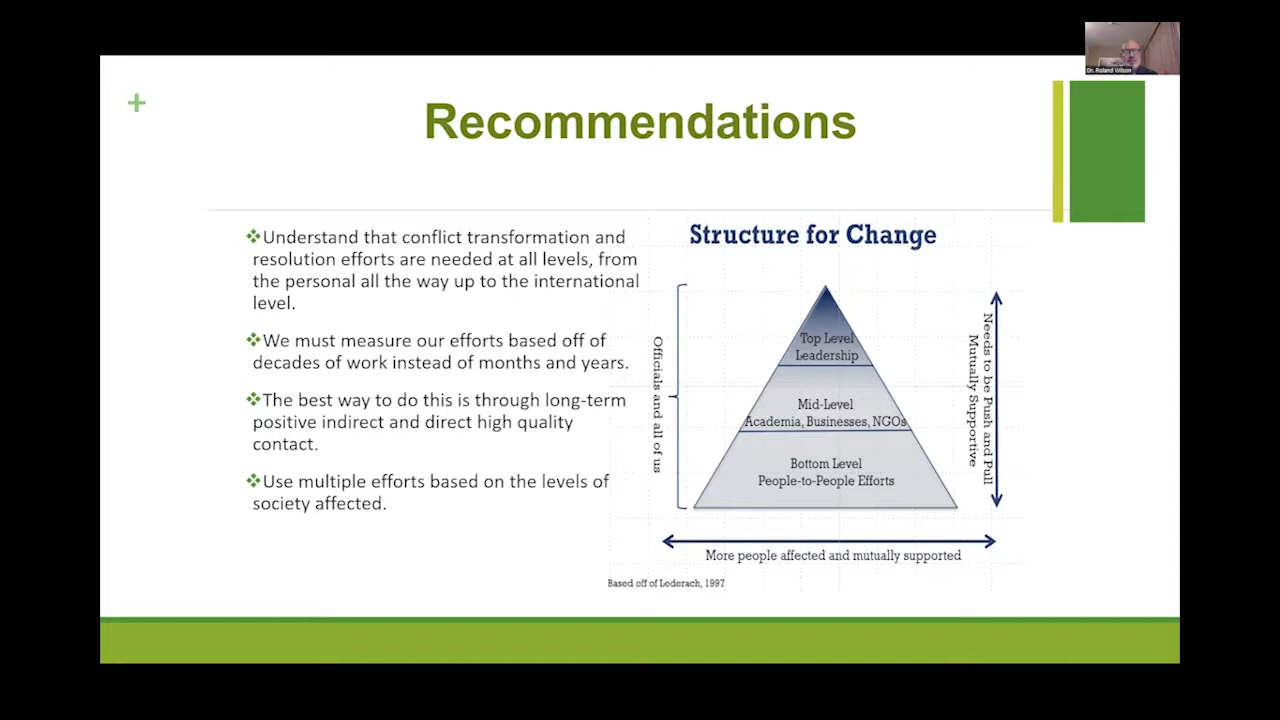 Dr. Roland Wilson
+
Recommendations
❖Understand that conflict transformation and
resolution efforts are needed at all levels, from
the personal all the way up to the international
level.
❖We must measure our efforts based off of
decades of work instead of months and years.
❖The best way to do this is through long-term
positive indirect and direct high quality
contact.
❖Use multiple efforts based on the levels of
society affected.
Structure for Change
Officials and all of us
Top Level
Leadership
Mid-Level
Academia, Businesses, NGOs
Bottom Level
People-to-People Efforts
Needs to be Push and Pull
Mutually Supportive
More people affected and mutually supported
Based off of Lederach, 1997